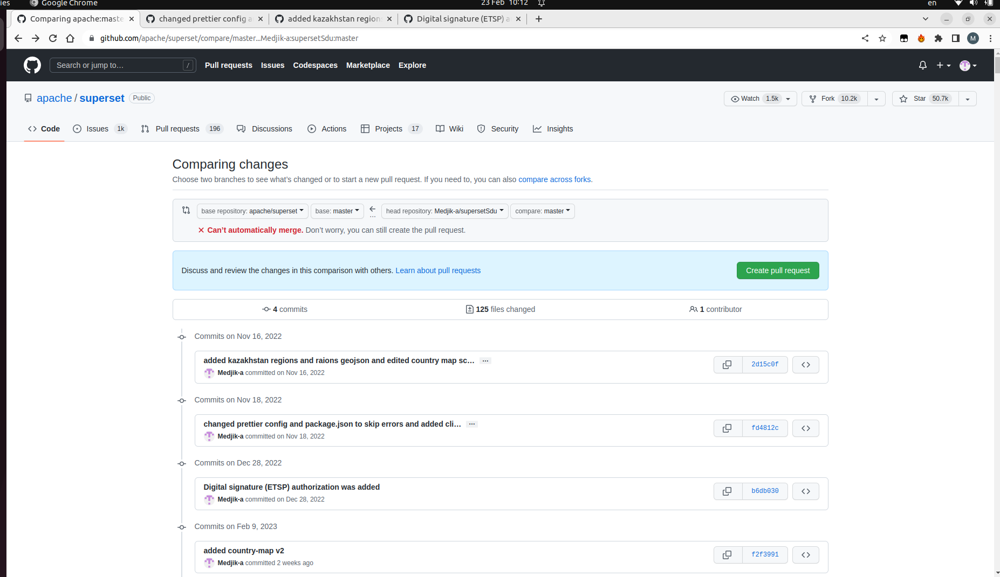 ies Google Chrome 23 Feb 10:12 en
Comparing apache:maste changed prettier config a added kazakhstan region Digital signature (ETSP) a
github.com/apache/superset/compare/master...Medjik-a:supersetSdu:master M
Search or jump to… / Pull requests Issues Codespaces Marketplace Explore
apache / superset Public Watch 1.5k Fork 10.2k Star 50.7k
Code Issues 1k Pull requests 196 Discussions Actions Projects 17 Wiki Security Insights
Comparing changes
Choose two branches to see what's changed or to start a new pull request. If you need to, you can also compare across forks.
base repository: apache/superset base: master ... head repository: Medjik-a/supersetSdu compare: master
Can't automatically merge. Don't worry, you can still create the pull request.
Discuss and review the changes in this comparison with others. Learn about pull requests Create pull request
4 commits 125 files changed 1 contributor
Commits on Nov 16, 2022
added kazakhstan regions and raions geojson and edited country map sc… … 2d15c0f
Medjik-a committed on Nov 16, 2022
Commits on Nov 18, 2022
changed prettier config and package.json to skip errors and added cli… … fd4812c
Medjik-a committed on Nov 18, 2022
Commits on Dec 28, 2022
Digital signature (ETSP) authorization was added b6db030
Medjik-a committed on Dec 28, 2022
Commits on Feb 9, 2023
added country-map v2 f2f3991
Medjik-a committed 2 weeks ago